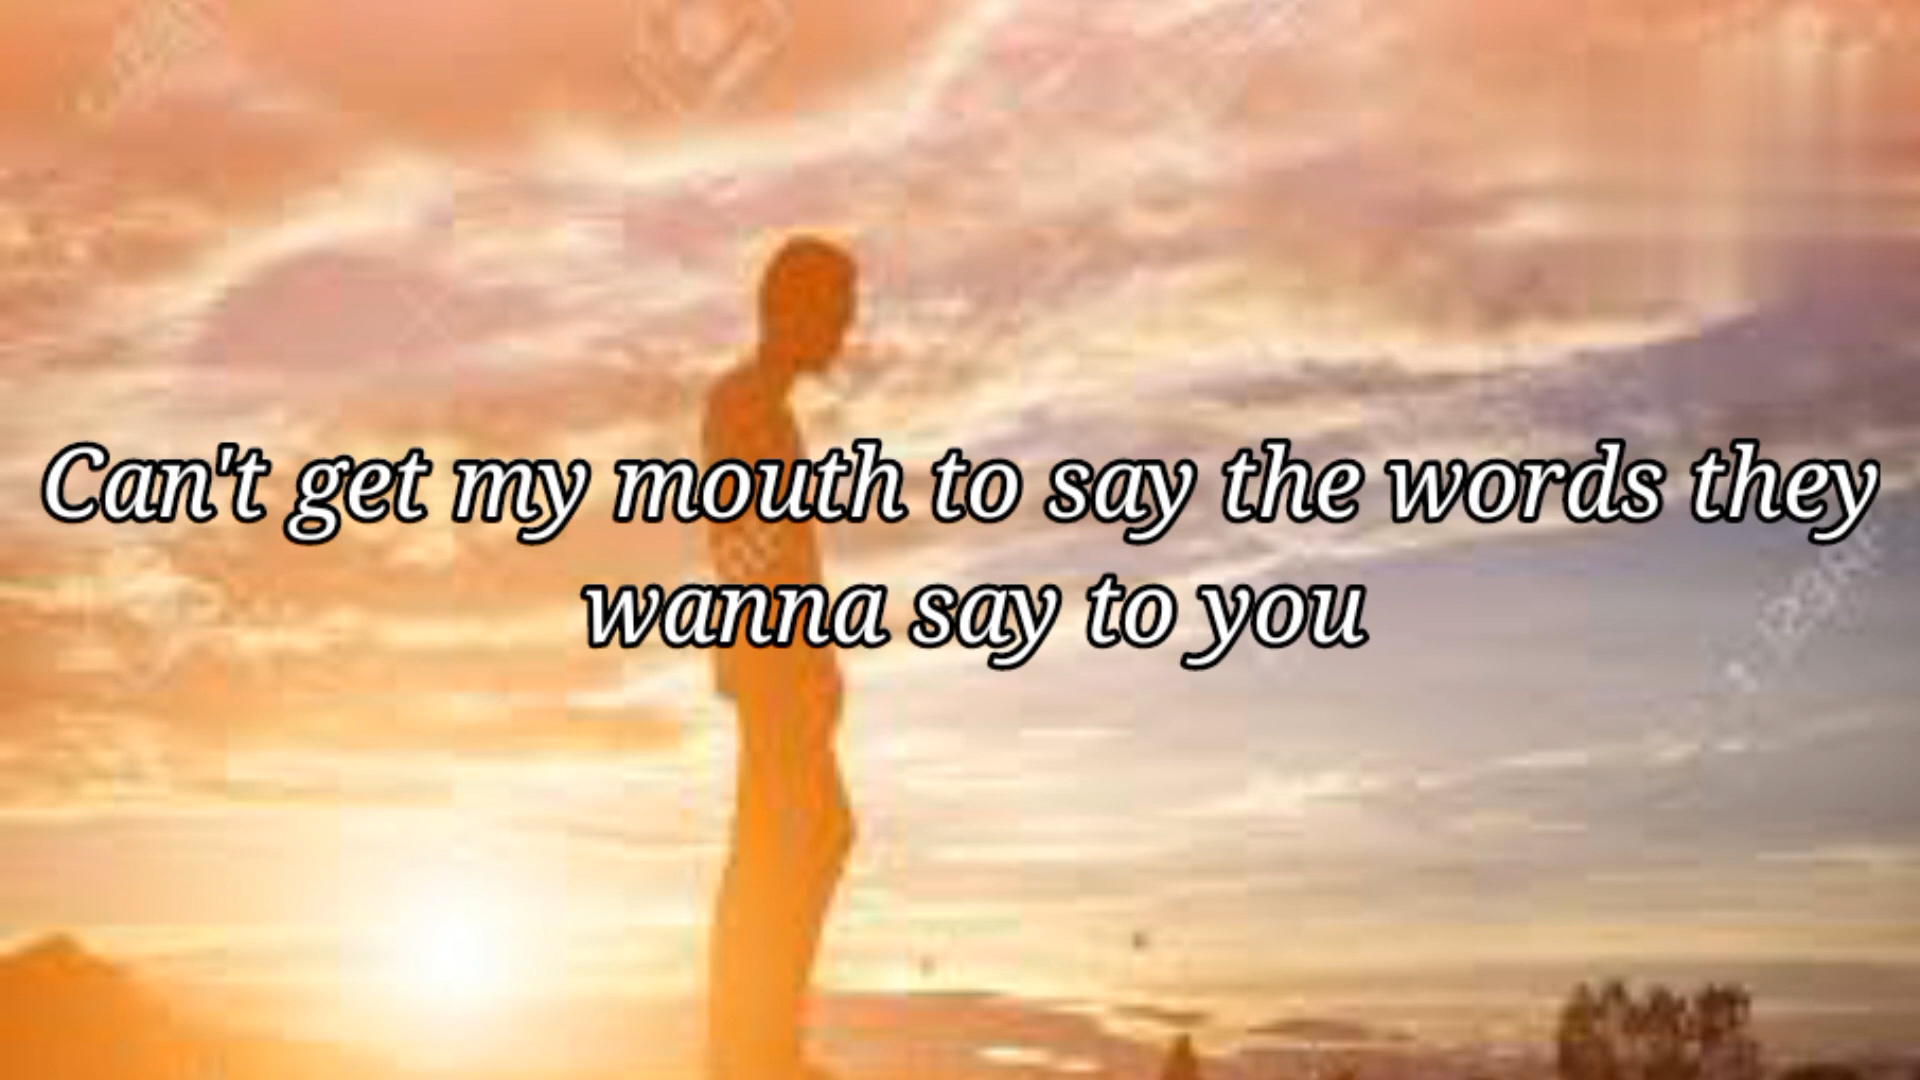 Can't get my mouth to say the words they
wanna say to you